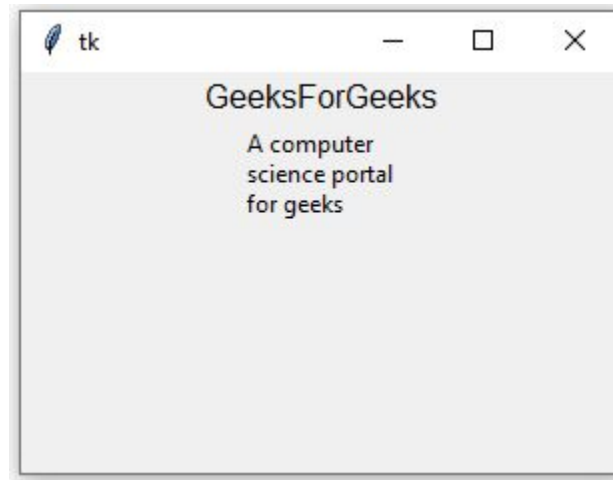 tk
GeeksForGeeks
A computer
science portal
for geeks